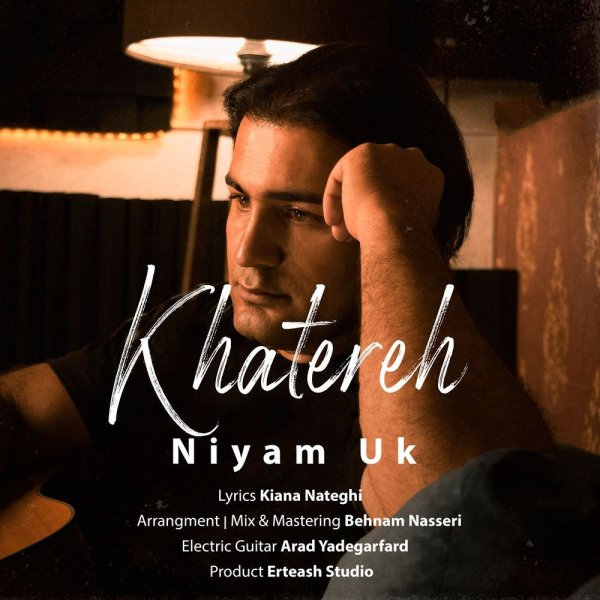 Khatereh
Niyam Uk
Lyrics Kiana Nateghi
Arrangment | Mix & Mastering Behnam Nasseri
Electric Guitar Arad Yadegarfard
Product Erteash Studio